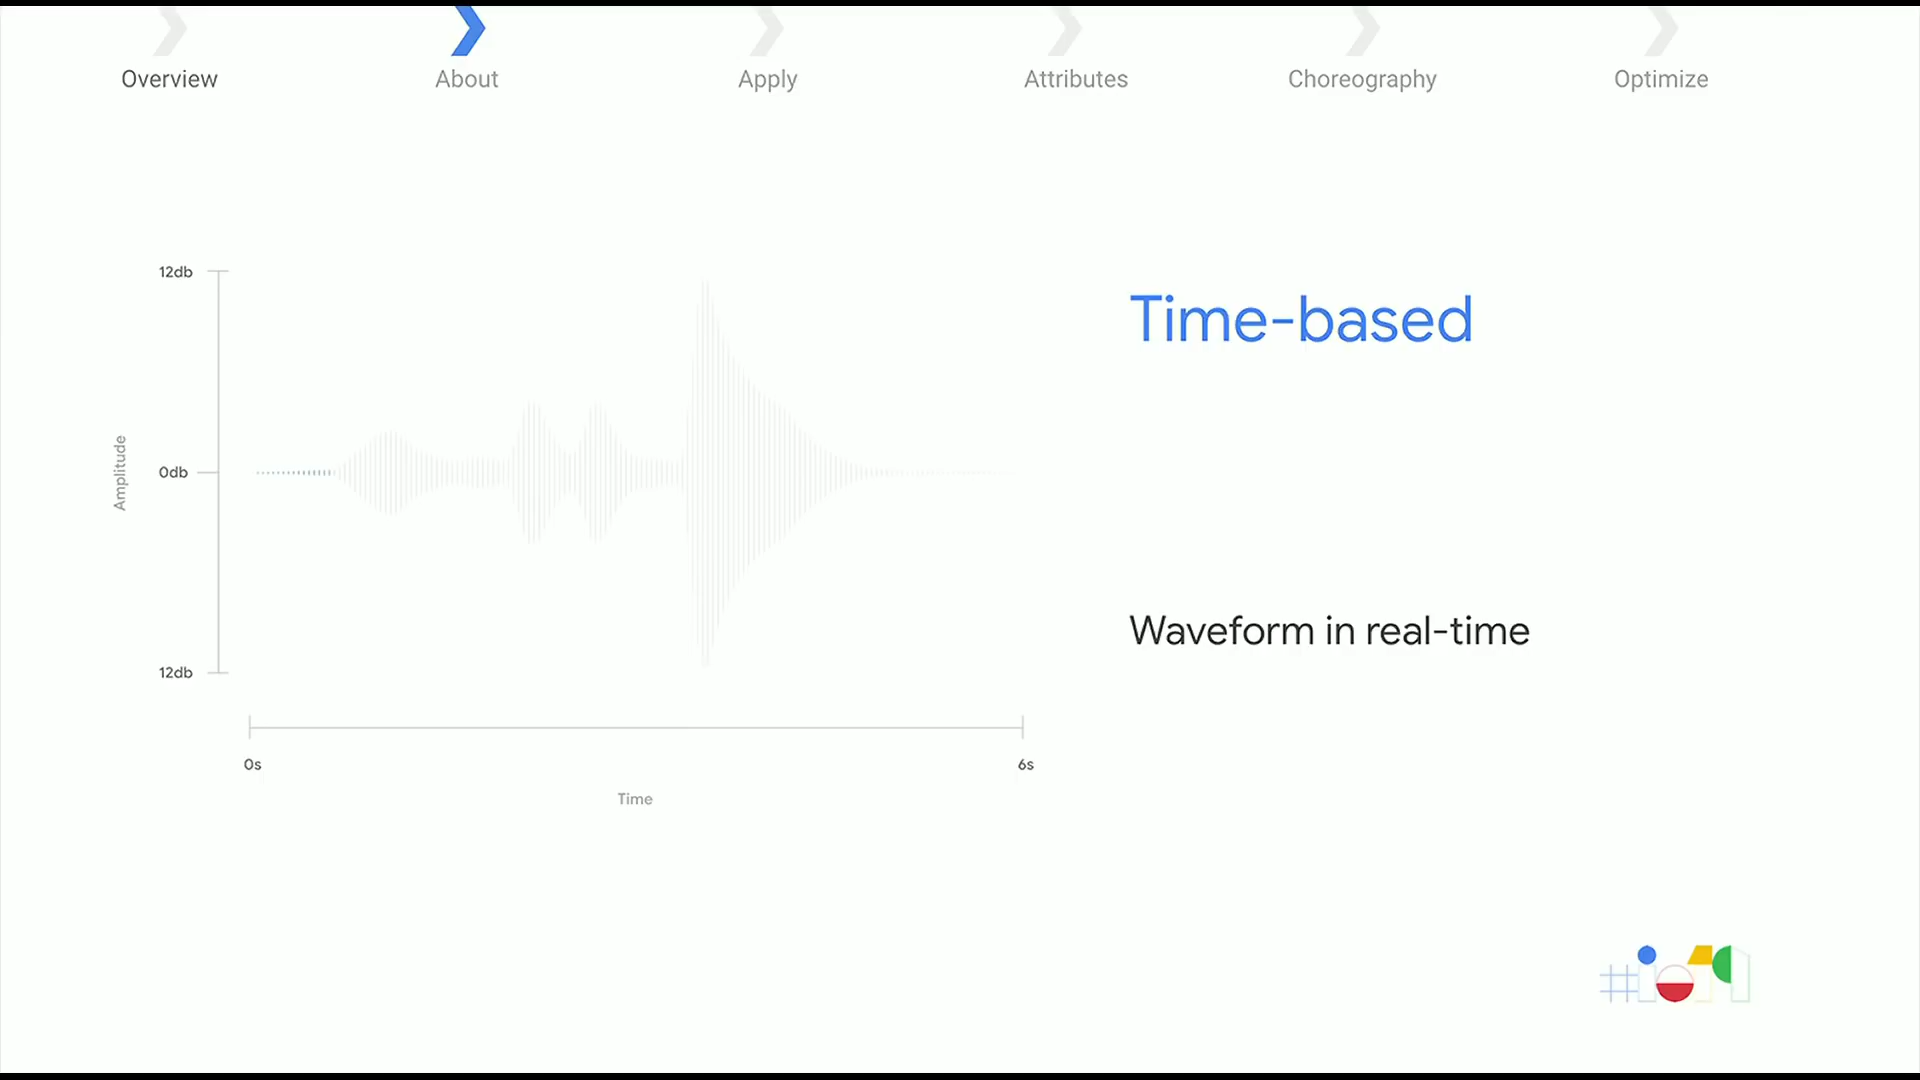 Overview
About
Apply
Attributes
Choreography
Optimize
12db
Time-based
Amplitude
0db
Waveform in real-time
12db
0s
6s
Time
#io19